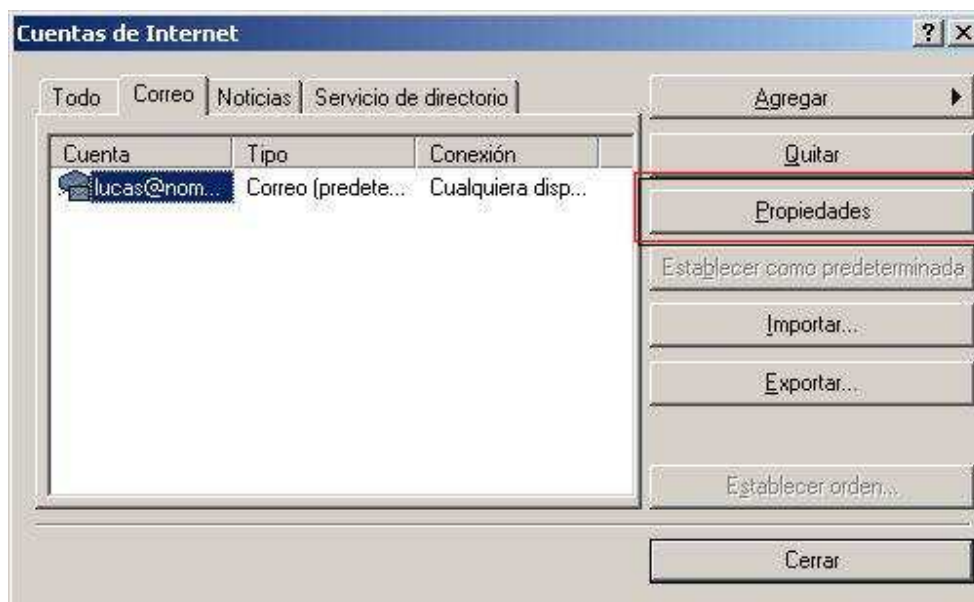 Cuentas de Internet
Todo Correo Noticias Servicio de directorio
Cuenta Tipo Conexión
lucas@nom... Correo (predete... Cualquiera disp...
Agregar
Quitar
Propiedades
Establecer como predeterminada
Importar...
Exportar...
Establecer orden...
Cerrar